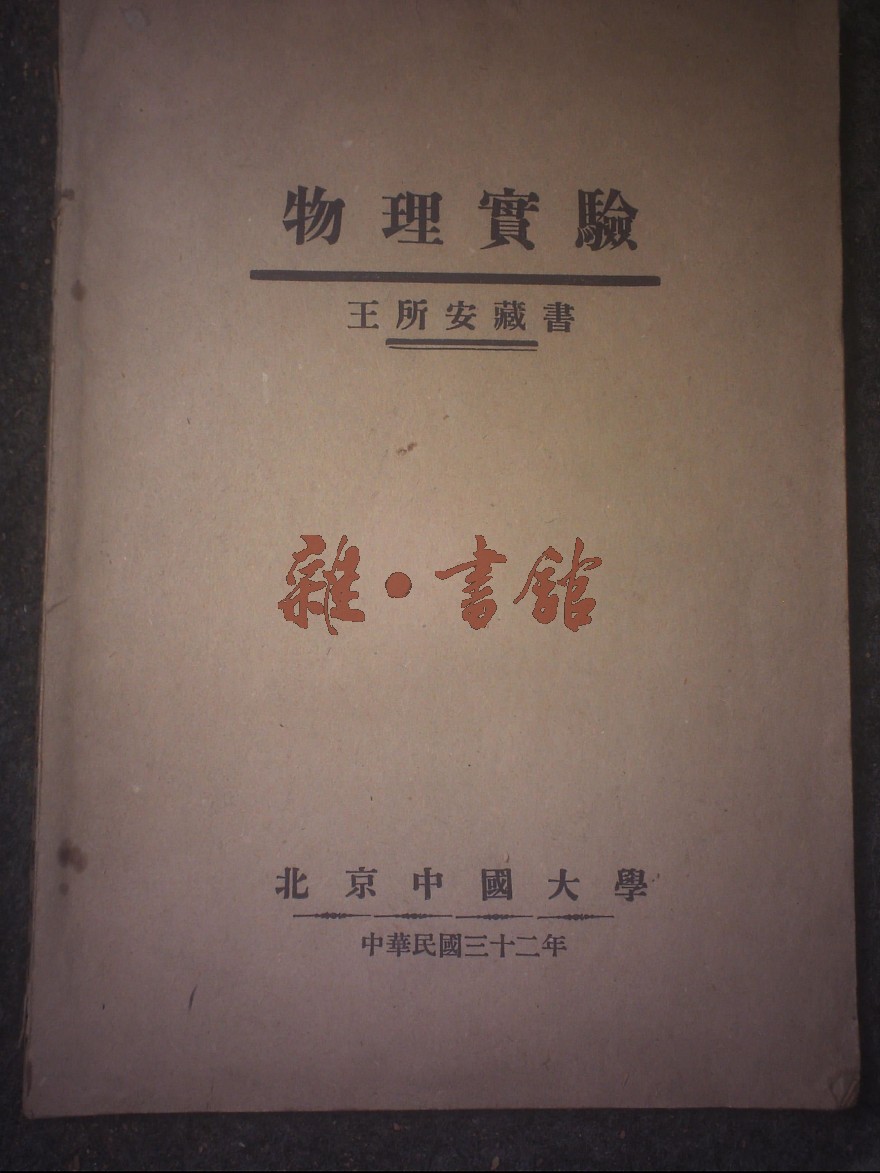 物理實驗
王所安藏書
雜·書館
北京中國大學
中華民國三十二年